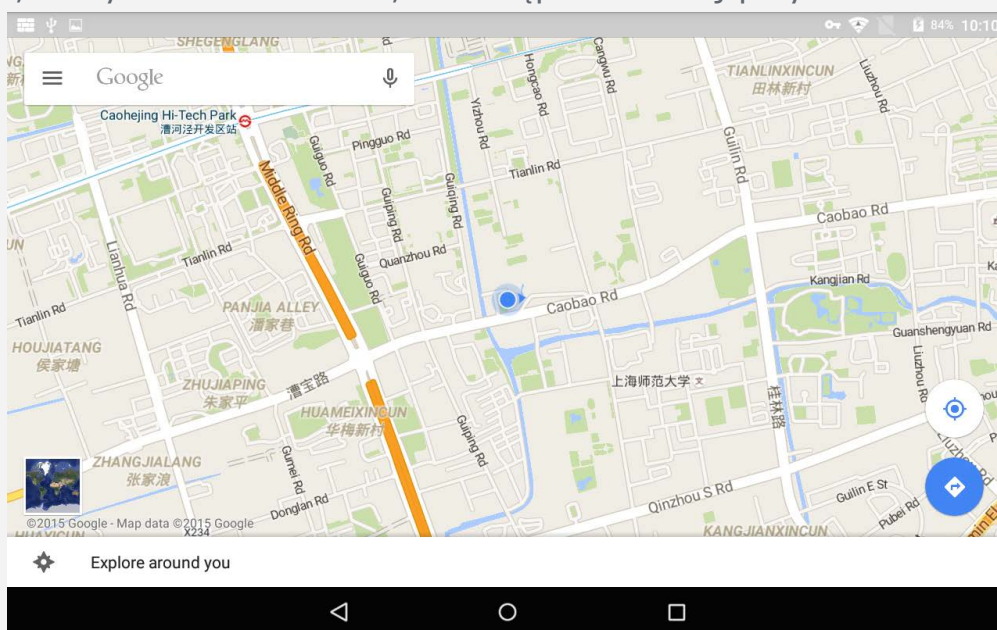 84% 10:10
SHEGENGLANG
Google
Caohejing Hi-Tech Park
漕河泾开发区站
Pingguo Rd
Guiguo Rd
Middle Ring Rd
Yizhou Rd
Hongcao Rd
Cangwu Rd
TIANLINXINCUN
田林新村
Liuzhou Rd
Guilin Rd
Tianlin Rd
Guiqing Rd
Guiping Rd
Caobao Rd
Lianhua Rd
Tianlin Rd
Quanzhou Rd
Guiguo Rd
Kangjian Rd
PANJIA ALLEY
潘家巷
Caobao Rd
Tianlin Rd
Guanshengyuan Rd
HOUJIATANG
侯家塘
Liuzhou Rd
ZHUJIAPING
朱家平
漕宝路
上海师范大学
桂林路
HUAMEIXINCUN
华梅新村
Guiping Rd
ZHANGJIALANG
张家浪
Gumei Rd
Donglan Rd
Qinzhou S Rd
Guilin E St
Pubei Rd
©2015 Google - Map data ©2015 Google
X234
KANGJIANXINCUN
Explore around you